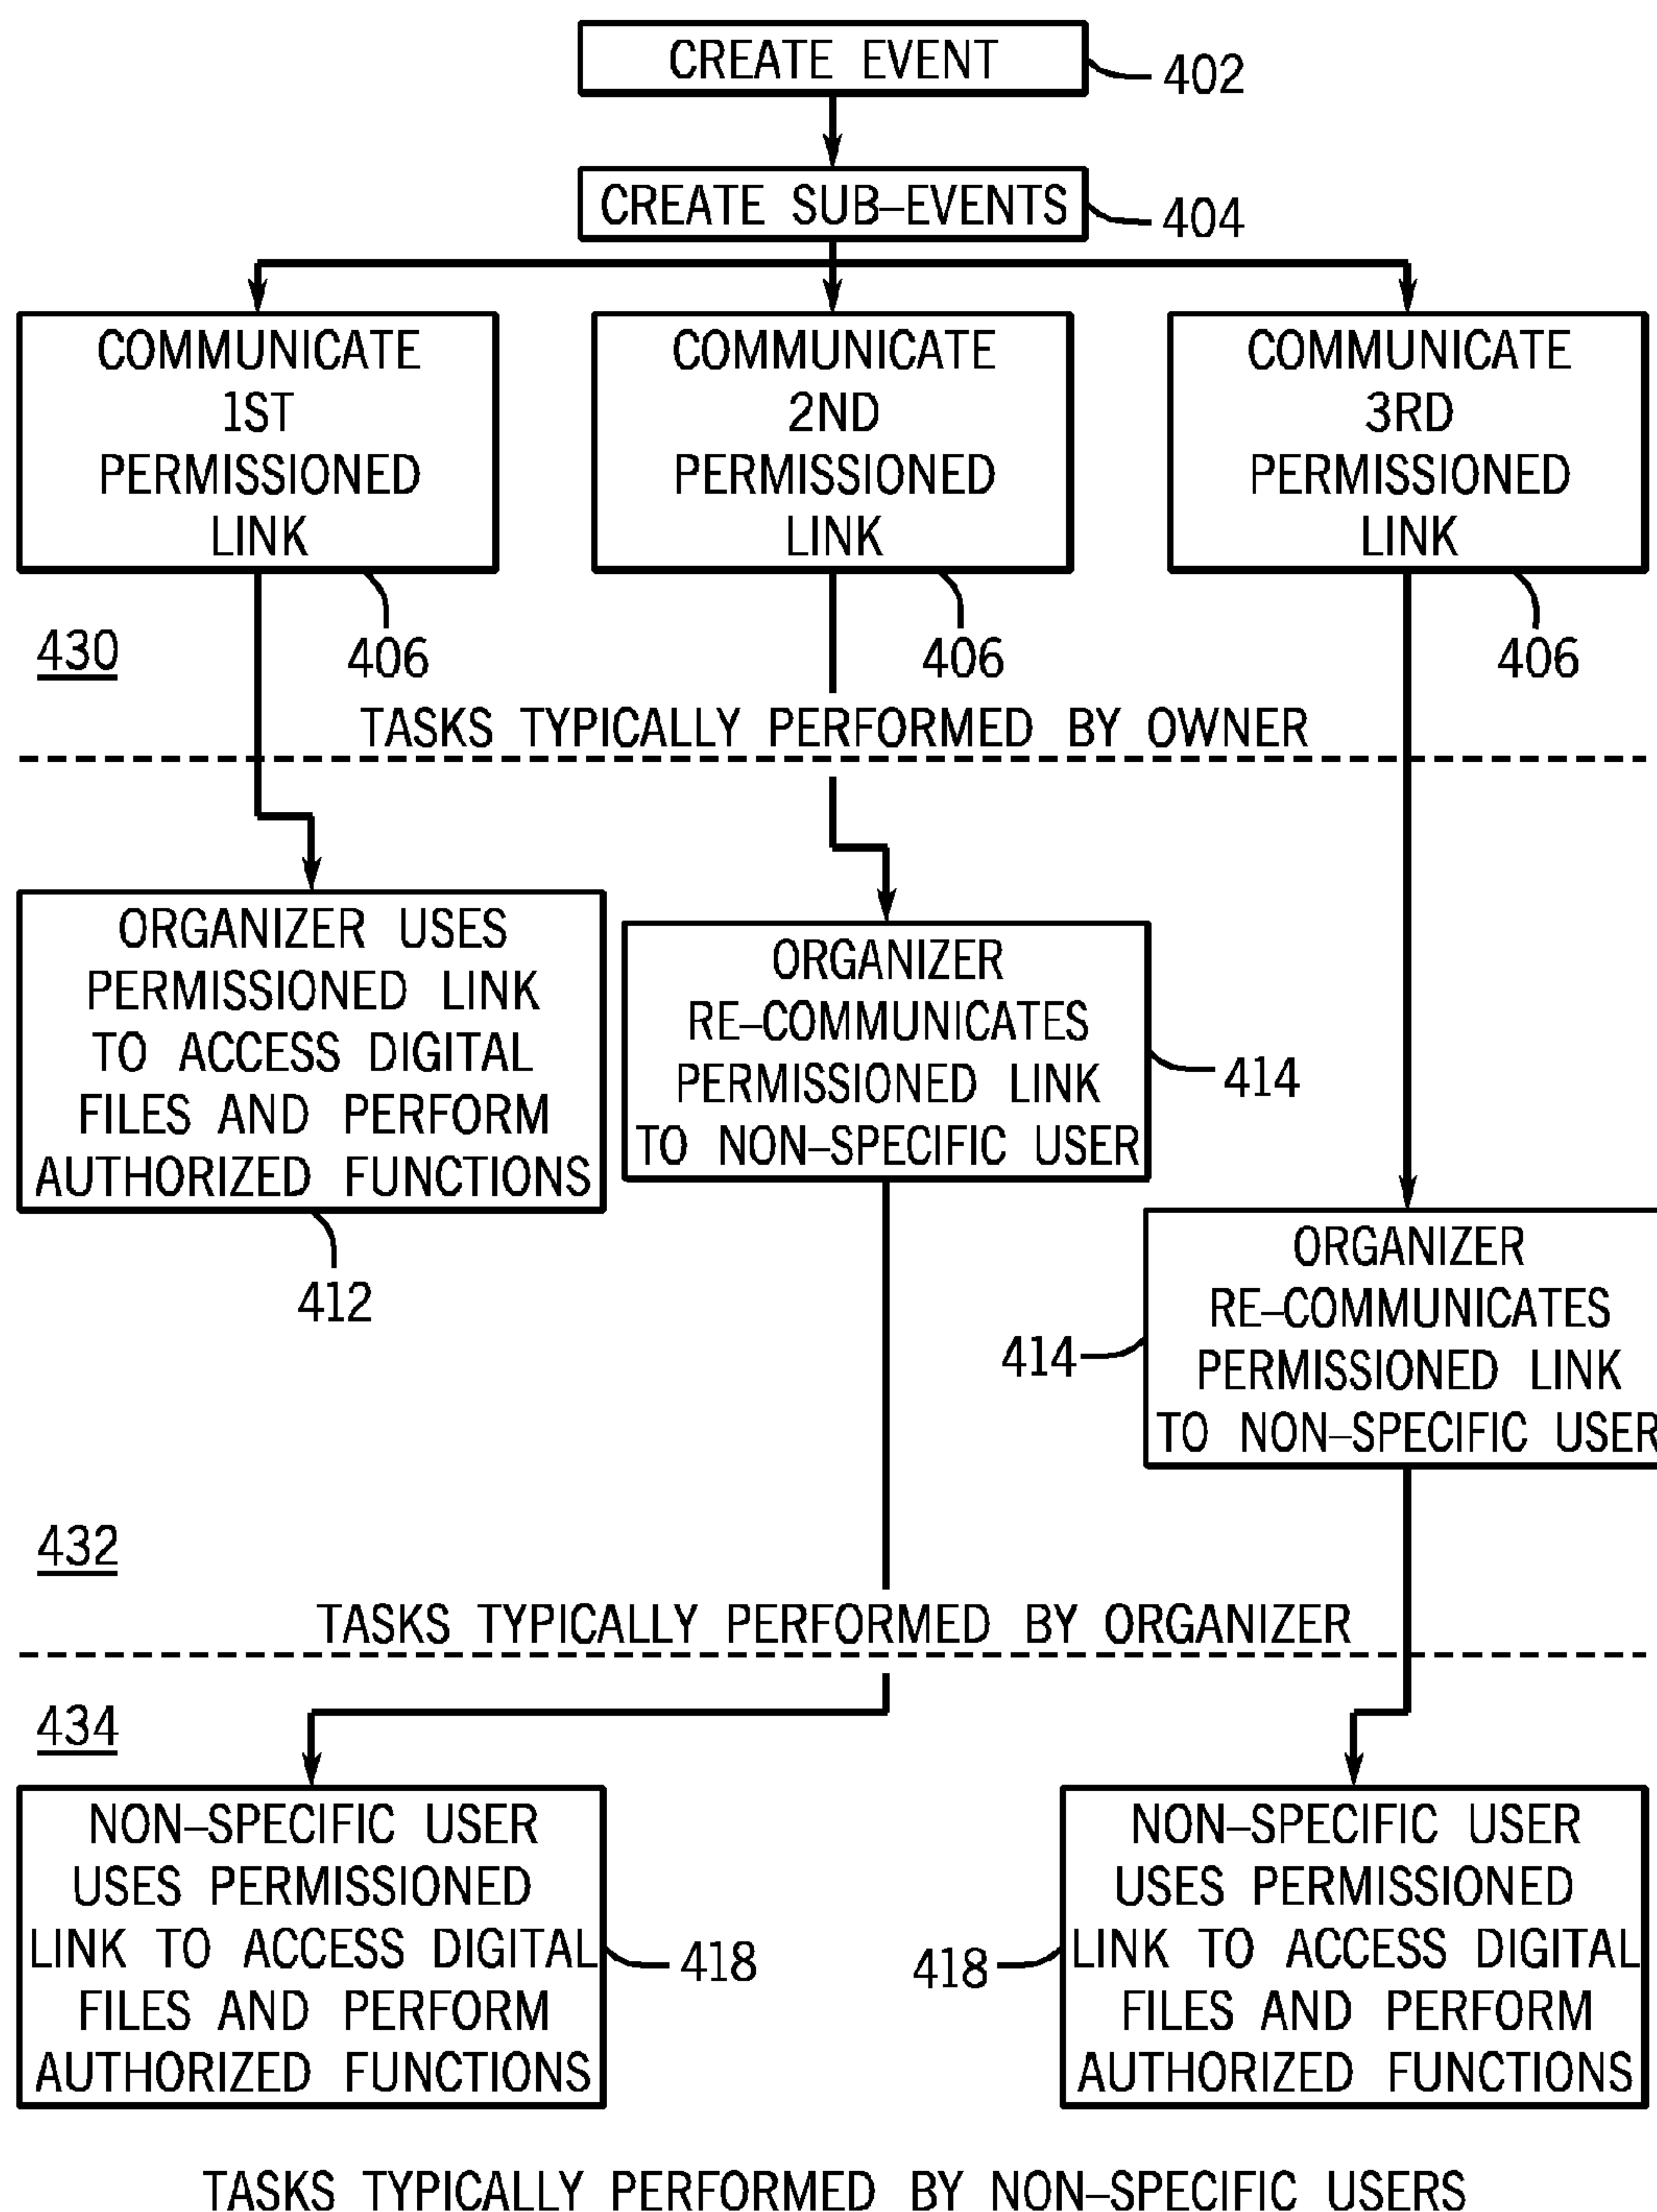 CREATE EVENT
402
CREATE SUB–EVENTS
404
COMMUNICATE
1ST
PERMISSIONED
LINK
406
COMMUNICATE
2ND
PERMISSIONED
LINK
406
COMMUNICATE
3RD
PERMISSIONED
LINK
406
430
TASKS TYPICALLY PERFORMED BY OWNER
ORGANIZER USES
PERMISSIONED LINK
TO ACCESS DIGITAL
FILES AND PERFORM
AUTHORIZED FUNCTIONS
412
ORGANIZER
RE–COMMUNICATES
PERMISSIONED LINK
TO NON–SPECIFIC USER
414
ORGANIZER
RE–COMMUNICATES
PERMISSIONED LINK
TO NON–SPECIFIC USER
414
432
TASKS TYPICALLY PERFORMED BY ORGANIZER
434
NON–SPECIFIC USER
USES PERMISSIONED
LINK TO ACCESS DIGITAL
FILES AND PERFORM
AUTHORIZED FUNCTIONS
418
NON–SPECIFIC USER
USES PERMISSIONED
LINK TO ACCESS DIGITAL
FILES AND PERFORM
AUTHORIZED FUNCTIONS
418
TASKS TYPICALLY PERFORMED BY NON–SPECIFIC USERS